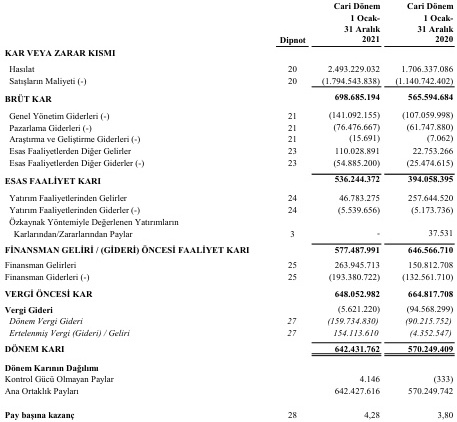 Cari Dönem Cari Dönem
1 Ocak- 1 Ocak-
31 Aralık 31 Aralık
Dipnot 2021 2020
KAR VEYA ZARAR KISMI
Hasılat 20 2.493.229.032 1.706.337.086
Satışların Maliyeti (-) 20 (1.794.543.838) (1.140.742.402)
BRÜT KAR 698.685.194 565.594.684
Genel Yönetim Giderleri (-) 21 (141.092.155) (107.059.998)
Pazarlama Giderleri (-) 21 (76.476.667) (61.747.880)
Araştırma ve Geliştirme Giderleri (-) 21 (15.691) (7.062)
Esas Faaliyetlerden Diğer Gelirler 23 110.028.891 22.753.266
Esas Faaliyetlerden Diğer Giderler (-) 23 (54.885.200) (25.474.615)
ESAS FAALİYET KARI 536.244.372 394.058.395
Yatırım Faaliyetlerinden Gelirler 24 46.783.275 257.644.520
Yatırım Faaliyetlerinden Giderler (-) 24 (5.539.656) (5.173.736)
Özkaynak Yöntemiyle Değerlenen Yatırımların
Karlarından/Zararlarından Paylar 3 - 37.531
FİNANSMAN GELİRİ / (GİDERİ) ÖNCESİ FAALİYET KARI 577.487.991 646.566.710
Finansman Gelirleri 25 263.945.713 150.812.708
Finansman Giderleri (-) 25 (193.380.722) (132.561.710)
VERGİ ÖNCESİ KAR 648.052.982 664.817.708
Vergi Gideri (5.621.220) (94.568.299)
Dönem Vergi Gideri 27 (159.734.830) (90.215.752)
Ertelenmiş Vergi (Gideri) / Geliri 27 154.113.610 (4.352.547)
DÖNEM KARI 642.431.762 570.249.409
Dönem Karının Dağılımı
Kontrol Gücü Olmayan Paylar 4.146 (333)
Ana Ortaklık Payları 642.427.616 570.249.742
Pay başına kazanç 28 4,28 3,80